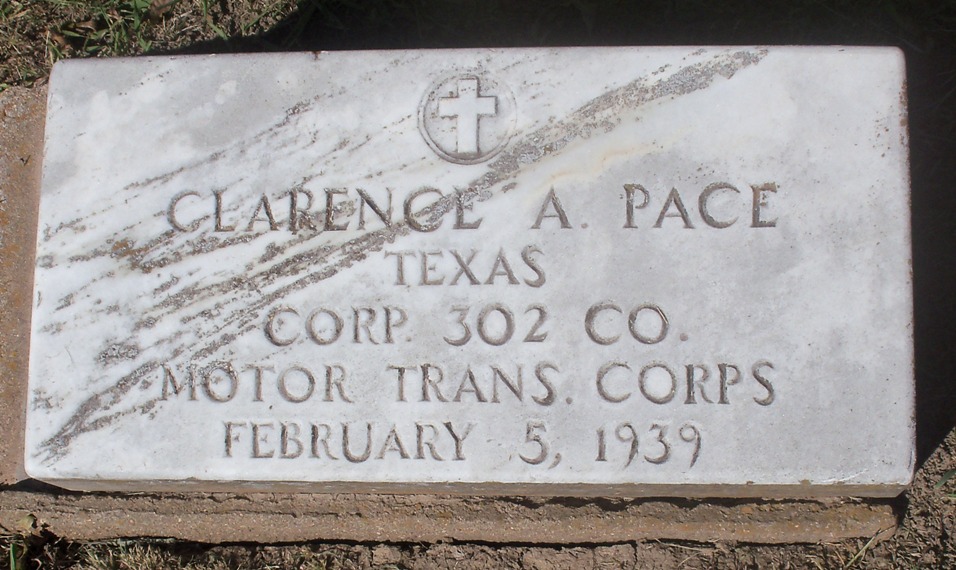 CLARENCE A. PACE
TEXAS
CORP. 302 CO.
MOTOR TRANS. CORPS
FEBRUARY 5, 1939